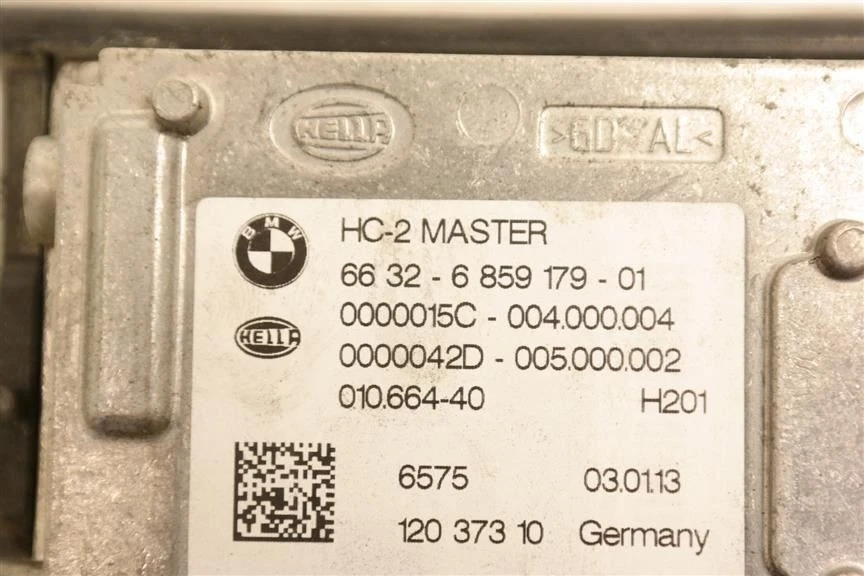 HELLA
>GD AL<
BMW
HC-2 MASTER
66 32 - 6 859 179 - 01
HELLA
0000015C - 004.000.004
0000042D - 005.000.002
010.664-40 H201
6575 03.01.13
120 373 10 Germany